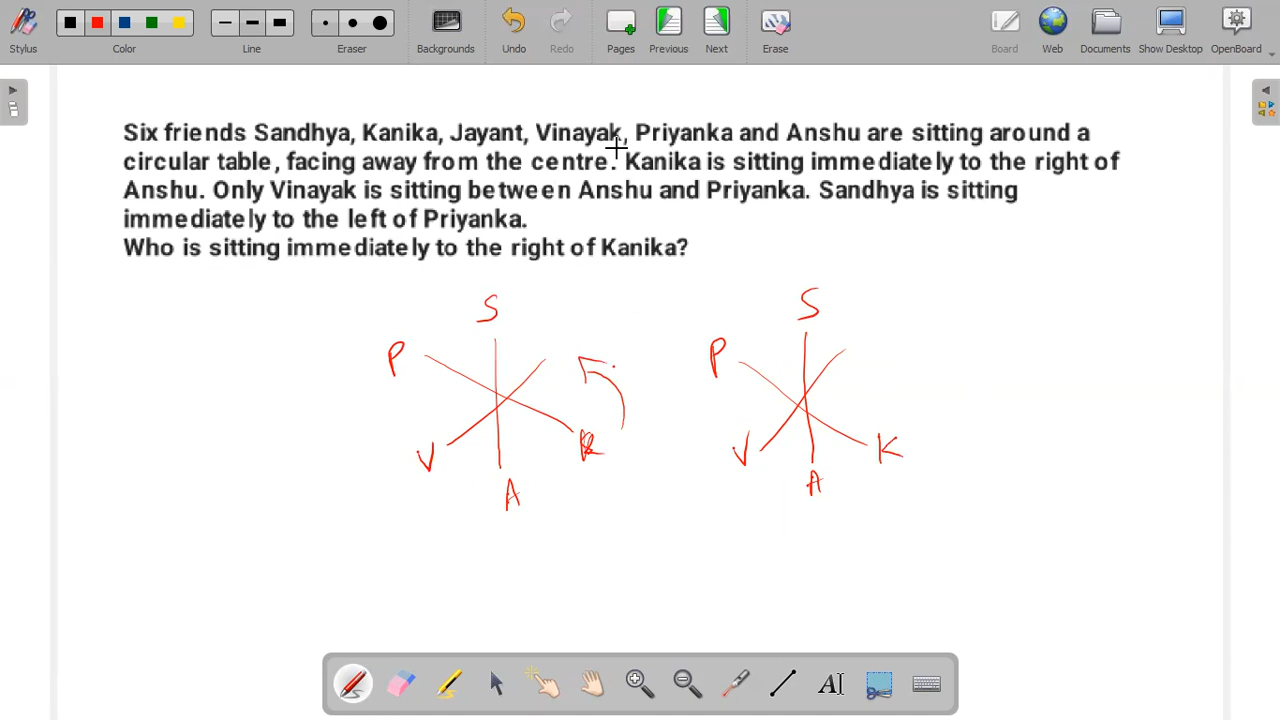 Stylus Color Line Eraser Backgrounds Undo Redo Pages Previous Next Erase Board Web Documents Show Desktop OpenBoard
Six friends Sandhya, Kanika, Jayant, Vinayak, Priyanka and Anshu are sitting around a
circular table, facing away from the centre. Kanika is sitting immediately to the right of
Anshu. Only Vinayak is sitting between Anshu and Priyanka. Sandhya is sitting
immediately to the left of Priyanka.
Who is sitting immediately to the right of Kanika?
S S
P P
V K V K
A A
AI